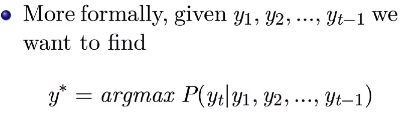 More formally, given y₁, y₂, ..., yₜ₋₁ we
want to find
y* = argmax P(yₜ|y₁, y₂, ..., yₜ₋₁)